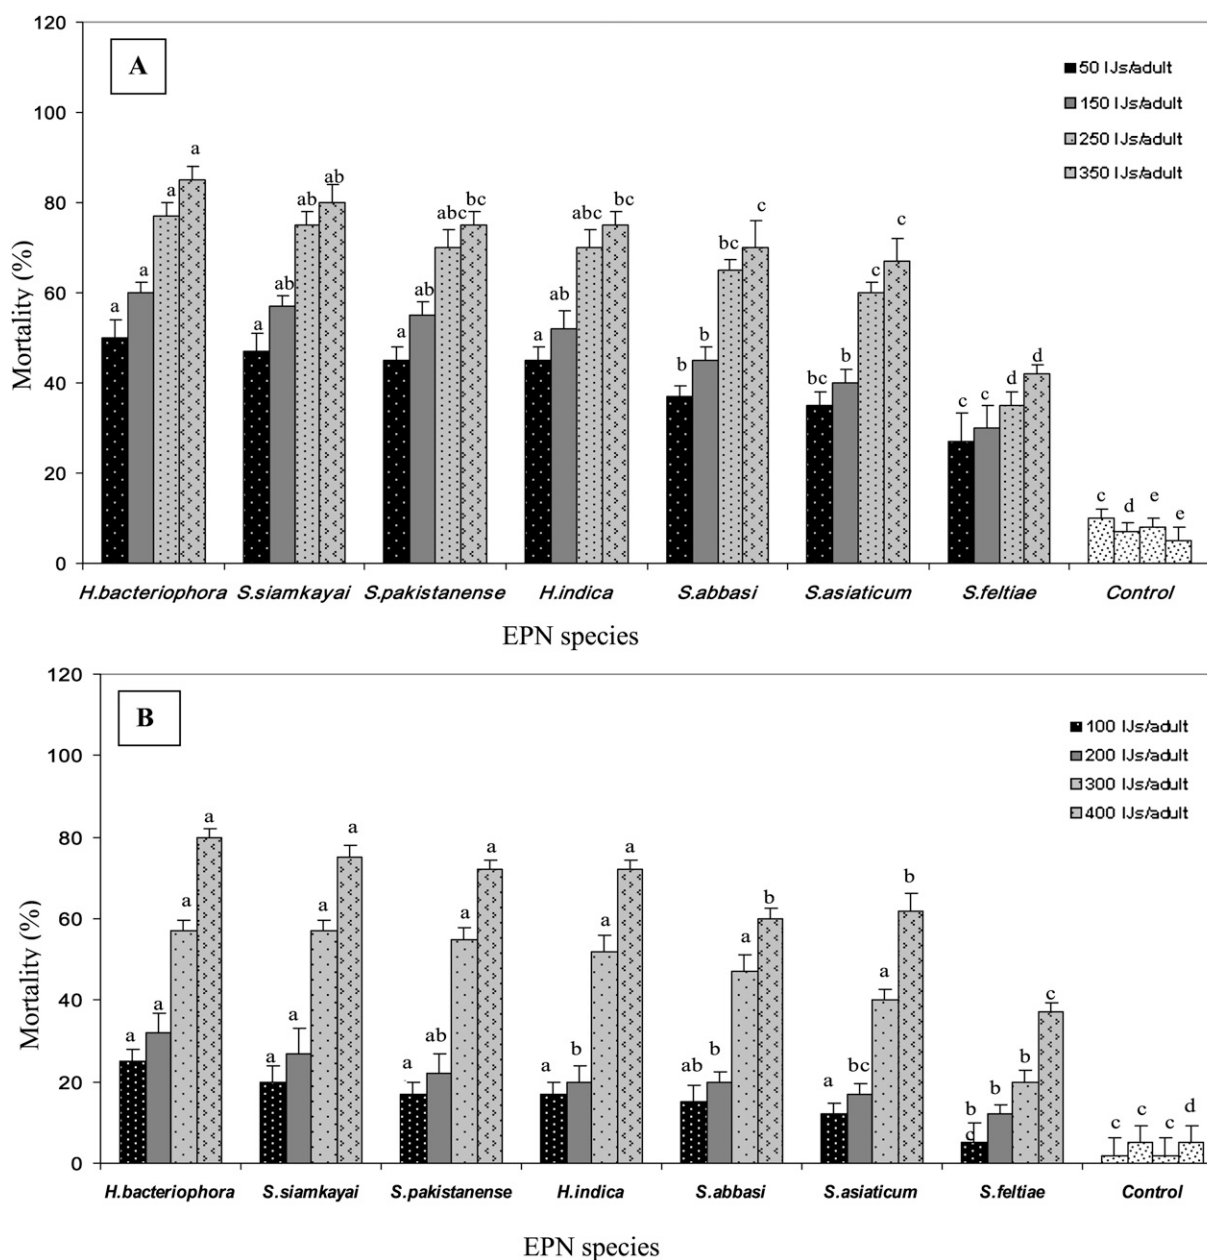 120
100
80
60
40
20
0
Mortality (%)
A
50 IJs/adult
150 IJs/adult
250 IJs/adult
350 IJs/adult
a a a a
a ab ab ab
a ab abc bc
a ab abc bc
b b bc c
bc b c c
c c d d
c d e e
H.bacteriophora S.siamkayai S.pakistanense H.indica S.abbasi S.asiaticum S.feltiae Control
EPN species
120
100
80
60
40
20
0
Mortality (%)
B
100 IJs/adult
200 IJs/adult
300 IJs/adult
400 IJs/adult
a a a a
a a a a
a ab a a
a b a a
ab b a b
a bc a b
b c b b c
c c c d
H.bacteriophora S.siamkayai S.pakistanense H.indica S.abbasi S.asiaticum S.feltiae Control
EPN species